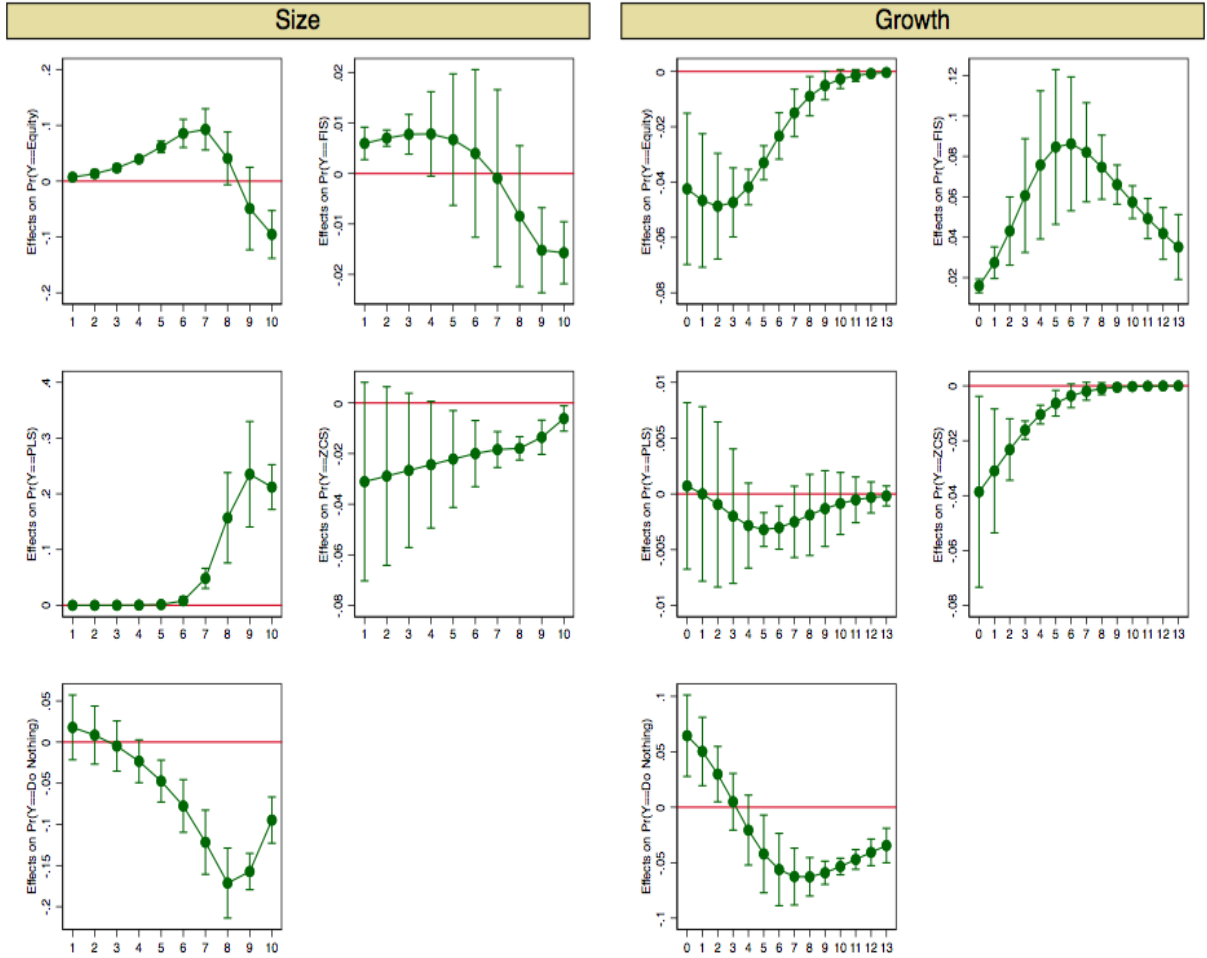 Size
Growth
Effects on Pr(Y==Equity)
.2
.1
0
-.1
-.2
1 2 3 4 5 6 7 8 9 10
Effects on Pr(Y==FIS)
.02
.01
0
-.01
-.02
1 2 3 4 5 6 7 8 9 10
Effects on Pr(Y==Equity)
0
-.02
-.04
-.06
-.08
0 1 2 3 4 5 6 7 8 9 10 11 12 13
Effects on Pr(Y==FIS)
.12
.1
.08
.06
.04
.02
0 1 2 3 4 5 6 7 8 9 10 11 12 13
Effects on Pr(Y==PLS)
.4
.3
.2
.1
0
1 2 3 4 5 6 7 8 9 10
Effects on Pr(Y==ZCS)
0
-.02
-.04
-.06
-.08
1 2 3 4 5 6 7 8 9 10
Effects on Pr(Y==PLS)
.01
.005
0
-.005
-.01
0 1 2 3 4 5 6 7 8 9 10 11 12 13
Effects on Pr(Y==ZCS)
0
-.02
-.04
-.06
-.08
0 1 2 3 4 5 6 7 8 9 10 11 12 13
Effects on Pr(Y==Do Nothing)
.05
0
-.05
-.1
-.15
-.2
1 2 3 4 5 6 7 8 9 10
Effects on Pr(Y==Do Nothing)
.1
.05
0
-.05
-.1
0 1 2 3 4 5 6 7 8 9 10 11 12 13